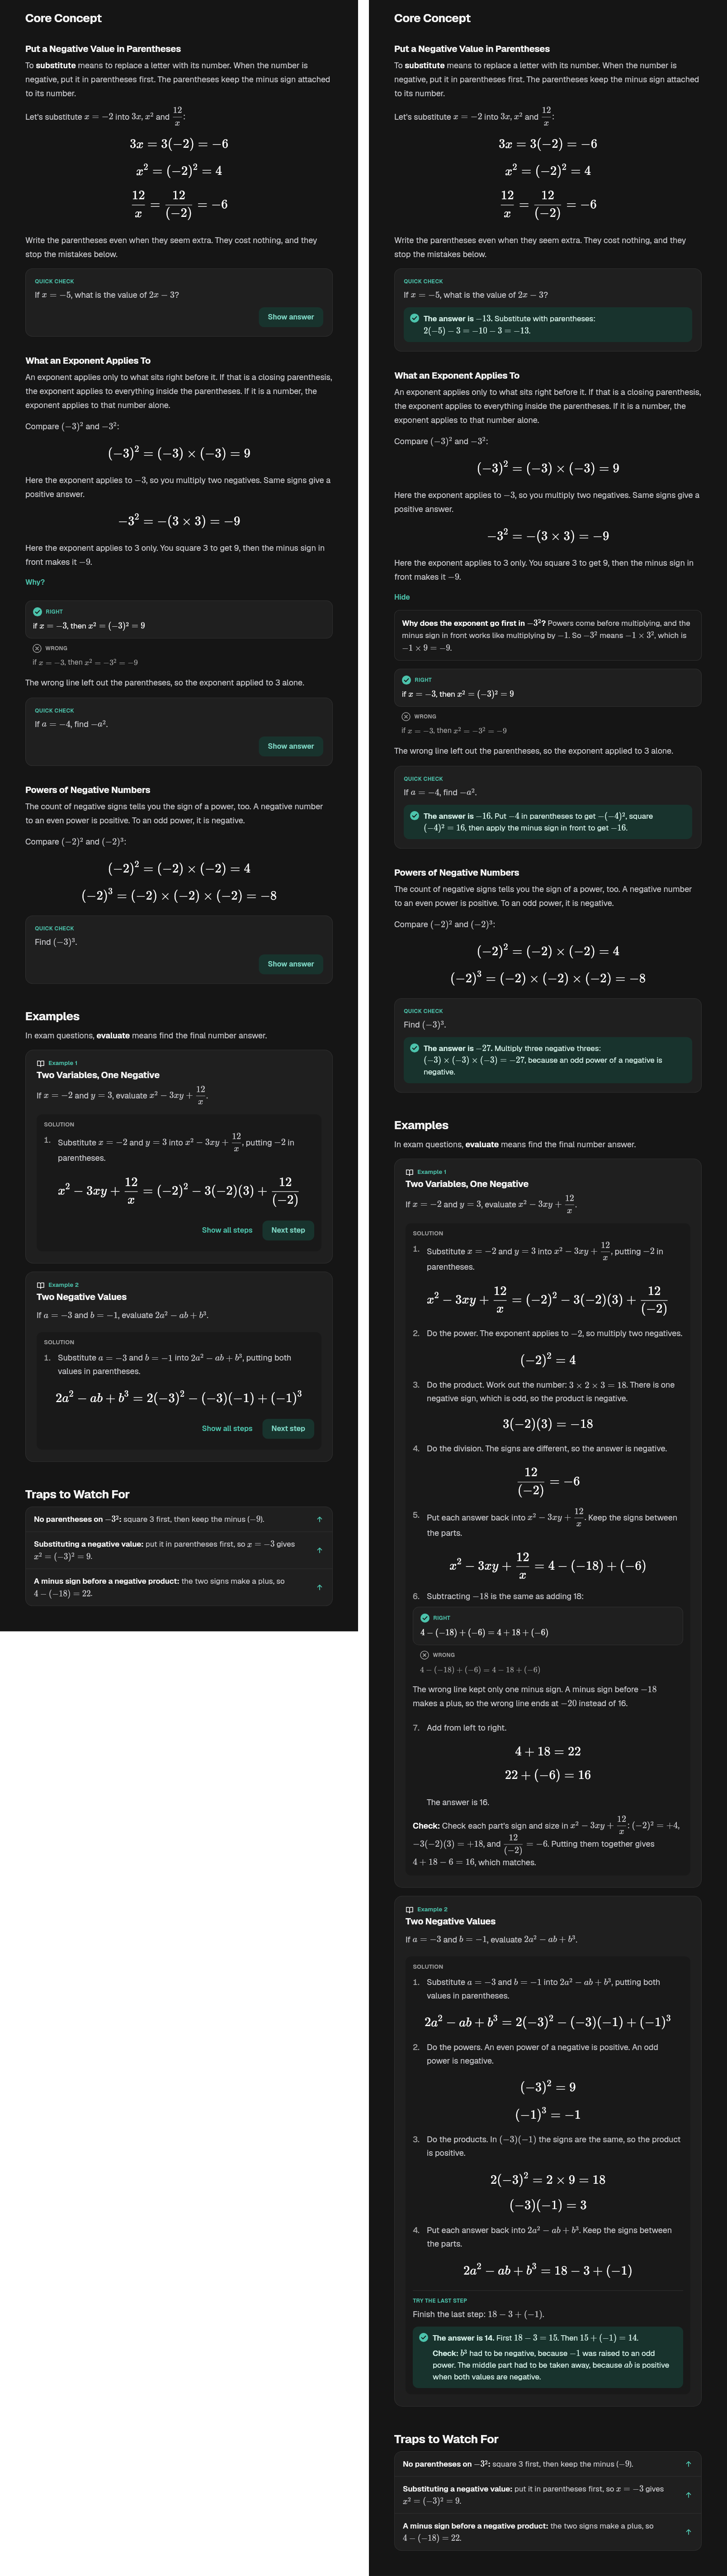 Core Concept
Put a Negative Value in Parentheses
To substitute means to replace a letter with its number. When the number is
negative, put it in parentheses first. The parentheses keep the minus sign attached
to its number.
Let's substitute x = −2 into 3x, x² and 12/x:
3x = 3(−2) = −6
x² = (−2)² = 4
12/x = 12/(−2) = −6
Write the parentheses even when they seem extra. They cost nothing, and they
stop the mistakes below.
QUICK CHECK
If x = −5, what is the value of 2x − 3?
Show answer
What an Exponent Applies To
An exponent applies only to what sits right before it. If that is a closing parenthesis,
the exponent applies to everything inside the parentheses. If it is a number, the
exponent applies to that number alone.
Compare (−3)² and −3²:
(−3)² = (−3) × (−3) = 9
Here the exponent applies to −3, so you multiply two negatives. Same signs give a
positive answer.
−3² = −(3 × 3) = −9
Here the exponent applies to 3 only. You square 3 to get 9, then the minus sign in
front makes it −9.
Why?
RIGHT
if x = −3, then x² = (−3)² = 9
WRONG
if x = −3, then x² = −3² = −9
The wrong line left out the parentheses, so the exponent applied to 3 alone.
QUICK CHECK
If a = −4, find −a².
Show answer
Powers of Negative Numbers
The count of negative signs tells you the sign of a power, too. A negative number
to an even power is positive. To an odd power, it is negative.
Compare (−2)² and (−2)³:
(−2)² = (−2) × (−2) = 4
(−2)³ = (−2) × (−2) × (−2) = −8
QUICK CHECK
Find (−3)³.
Show answer
Examples
In exam questions, evaluate means find the final number answer.
Example 1
Two Variables, One Negative
If x = −2 and y = 3, evaluate x² − 3xy + 12/x.
SOLUTION
1. Substitute x = −2 and y = 3 into x² − 3xy + 12/x, putting −2 in
parentheses.
x² − 3xy + 12/x = (−2)² − 3(−2)(3) + 12/(−2)
Show all steps Next step
Example 2
Two Negative Values
If a = −3 and b = −1, evaluate 2a² − ab + b³.
SOLUTION
1. Substitute a = −3 and b = −1 into 2a² − ab + b³, putting both
values in parentheses.
2a² − ab + b³ = 2(−3)² − (−3)(−1) + (−1)³
Show all steps Next step
Traps to Watch For
No parentheses on −3²: square 3 first, then keep the minus (−9). ↑
Substituting a negative value: put it in parentheses first, so x = −3 gives
x² = (−3)² = 9. ↑
A minus sign before a negative product: the two signs make a plus, so
4 − (−18) = 22. ↑
Core Concept
Put a Negative Value in Parentheses
To substitute means to replace a letter with its number. When the number is
negative, put it in parentheses first. The parentheses keep the minus sign attached
to its number.
Let's substitute x = −2 into 3x, x² and 12/x:
3x = 3(−2) = −6
x² = (−2)² = 4
12/x = 12/(−2) = −6
Write the parentheses even when they seem extra. They cost nothing, and they
stop the mistakes below.
QUICK CHECK
If x = −5, what is the value of 2x − 3?
The answer is −13. Substitute with parentheses:
2(−5) − 3 = −10 − 3 = −13.
What an Exponent Applies To
An exponent applies only to what sits right before it. If that is a closing parenthesis,
the exponent applies to everything inside the parentheses. If it is a number, the
exponent applies to that number alone.
Compare (−3)² and −3²:
(−3)² = (−3) × (−3) = 9
Here the exponent applies to −3, so you multiply two negatives. Same signs give a
positive answer.
−3² = −(3 × 3) = −9
Here the exponent applies to 3 only. You square 3 to get 9, then the minus sign in
front makes it −9.
Hide
Why does the exponent go first in −3²? Powers come before multiplying, and the
minus sign in front works like multiplying by −1. So −3² means −1 × 3², which is
−1 × 9 = −9.
RIGHT
if x = −3, then x² = (−3)² = 9
WRONG
if x = −3, then x² = −3² = −9
The wrong line left out the parentheses, so the exponent applied to 3 alone.
QUICK CHECK
If a = −4, find −a².
The answer is −16. Put −4 in parentheses to get −(−4)², square
(−4)² = 16, then apply the minus sign in front to get −16.
Powers of Negative Numbers
The count of negative signs tells you the sign of a power, too. A negative number
to an even power is positive. To an odd power, it is negative.
Compare (−2)² and (−2)³:
(−2)² = (−2) × (−2) = 4
(−2)³ = (−2) × (−2) × (−2) = −8
QUICK CHECK
Find (−3)³.
The answer is −27. Multiply three negative threes:
(−3) × (−3) × (−3) = −27, because an odd power of a negative is
negative.
Examples
In exam questions, evaluate means find the final number answer.
Example 1
Two Variables, One Negative
If x = −2 and y = 3, evaluate x² − 3xy + 12/x.
SOLUTION
1. Substitute x = −2 and y = 3 into x² − 3xy + 12/x, putting −2 in
parentheses.
x² − 3xy + 12/x = (−2)² − 3(−2)(3) + 12/(−2)
2. Do the power. The exponent applies to −2, so multiply two negatives.
(−2)² = 4
3. Do the product. Work out the number: 3 × 2 × 3 = 18. There is one
negative sign, which is odd, so the product is negative.
3(−2)(3) = −18
4. Do the division. The signs are different, so the answer is negative.
12/(−2) = −6
5. Put each answer back into x² − 3xy + 12/x. Keep the signs between
the parts.
x² − 3xy + 12/x = 4 − (−18) + (−6)
6. Subtracting −18 is the same as adding 18:
RIGHT
4 − (−18) + (−6) = 4 + 18 + (−6)
WRONG
4 − (−18) + (−6) = 4 − 18 + (−6)
The wrong line kept only one minus sign. A minus sign before −18
makes a plus, so the wrong line ends at −20 instead of 16.
7. Add from left to right.
4 + 18 = 22
22 + (−6) = 16
The answer is 16.
Check: Check each part's sign and size in x² − 3xy + 12/x: (−2)² = +4,
−3(−2)(3) = +18, and 12/(−2) = −6. Putting them together gives
4 + 18 − 6 = 16, which matches.
Example 2
Two Negative Values
If a = −3 and b = −1, evaluate 2a² − ab + b³.
SOLUTION
1. Substitute a = −3 and b = −1 into 2a² − ab + b³, putting both
values in parentheses.
2a² − ab + b³ = 2(−3)² − (−3)(−1) + (−1)³
2. Do the powers. An even power of a negative is positive. An odd
power is negative.
(−3)² = 9
(−1)³ = −1
3. Do the products. In (−3)(−1) the signs are the same, so the product
is positive.
2(−3)² = 2 × 9 = 18
(−3)(−1) = 3
4. Put each answer back into 2a² − ab + b³. Keep the signs between
the parts.
2a² − ab + b³ = 18 − 3 + (−1)
TRY THE LAST STEP
Finish the last step: 18 − 3 + (−1).
The answer is 14. First 18 − 3 = 15. Then 15 + (−1) = 14.
Check: b³ had to be negative, because −1 was raised to an odd
power. The middle part had to be taken away, because ab is positive
when both values are negative.
Traps to Watch For
No parentheses on −3²: square 3 first, then keep the minus (−9). ↑
Substituting a negative value: put it in parentheses first, so x = −3 gives
x² = (−3)² = 9. ↑
A minus sign before a negative product: the two signs make a plus, so
4 − (−18) = 22. ↑